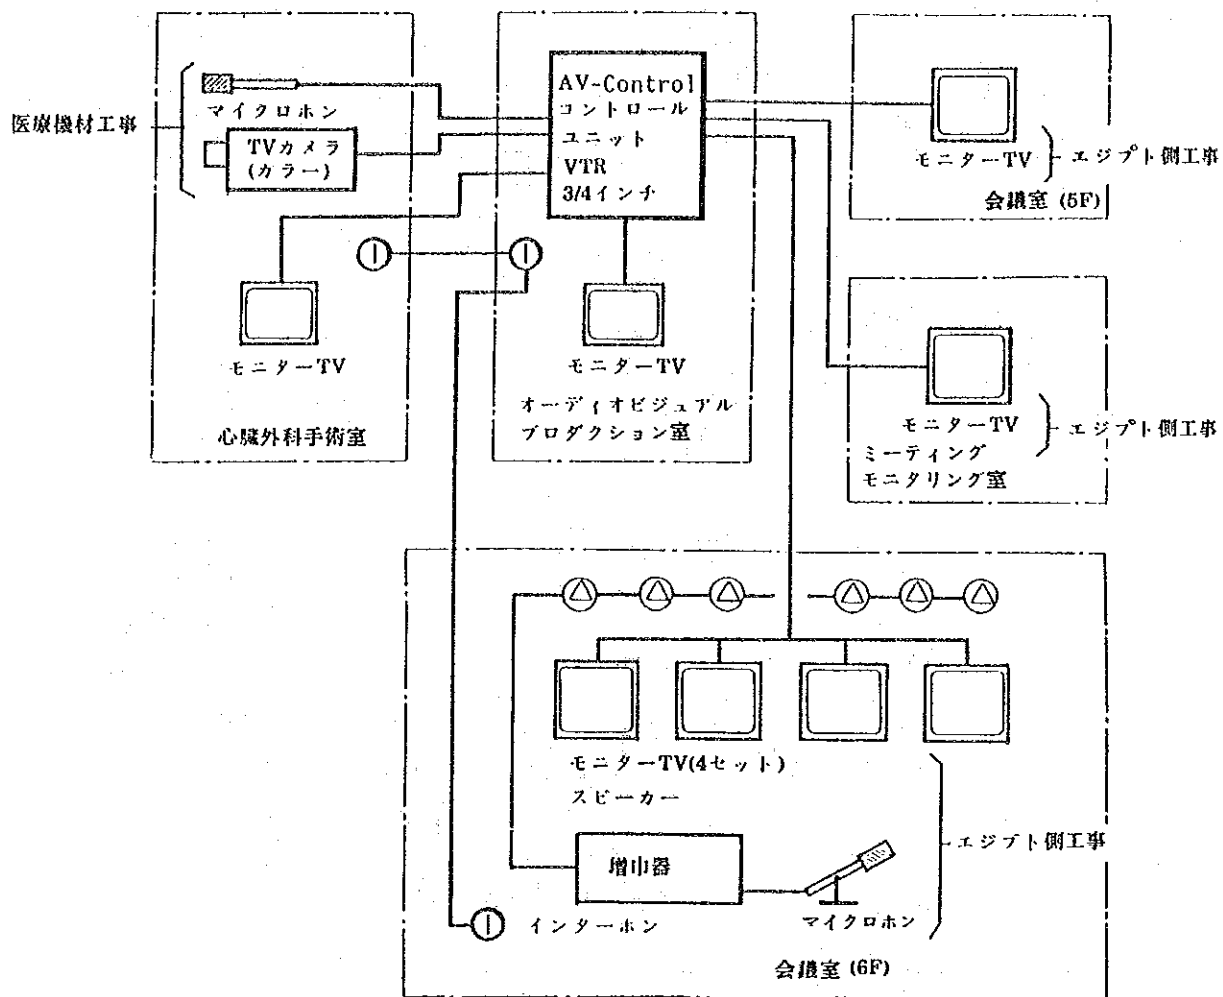 医療機材工事
マイクロホン
TVカメラ
(カラー)
モニターTV
心臓外科手術室
AV-Control
コントロール
ユニット
VTR
3/4インチ
モニターTV
オーディオビジュアル
プロダクション室
モニターTV
エジプト側工事
会議室 (5F)
モニターTV
エジプト側工事
ミーティング
モニタリング室
モニターTV(4セット)
スピーカー
増巾器
エジプト側工事
マイクロホン
インターホン
会議室 (6F)